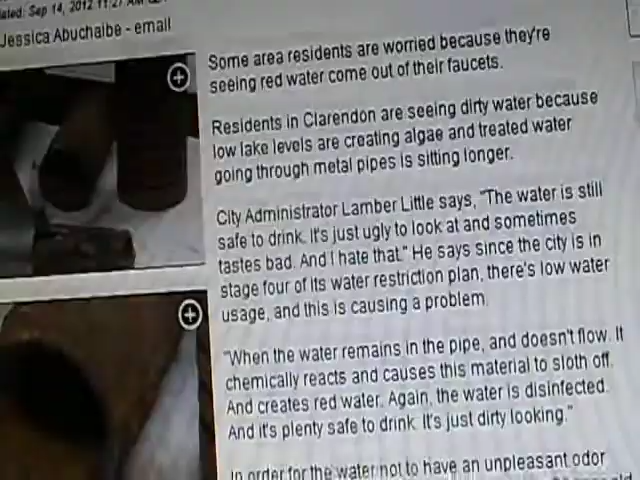 ated: Sep 14, 2012 11:27 AM
Jessica Abuchaibe - email
Some area residents are worried because they're
seeing red water come out of their faucets.
Residents in Clarendon are seeing dirty water because
low lake levels are creating algae and treated water
going through metal pipes is sitting longer.
City Administrator Lamber Little says, "The water is still
safe to drink. It's just ugly to look at and sometimes
tastes bad. And I hate that." He says since the city is in
stage four of its water restriction plan, there's low water
usage, and this is causing a problem.
"When the water remains in the pipe, and doesn't flow. It
chemically reacts and causes this material to sloth off.
And creates red water. Again, the water is disinfected.
And it's plenty safe to drink. It's just dirty looking."
In order for the water not to have an unpleasant odor